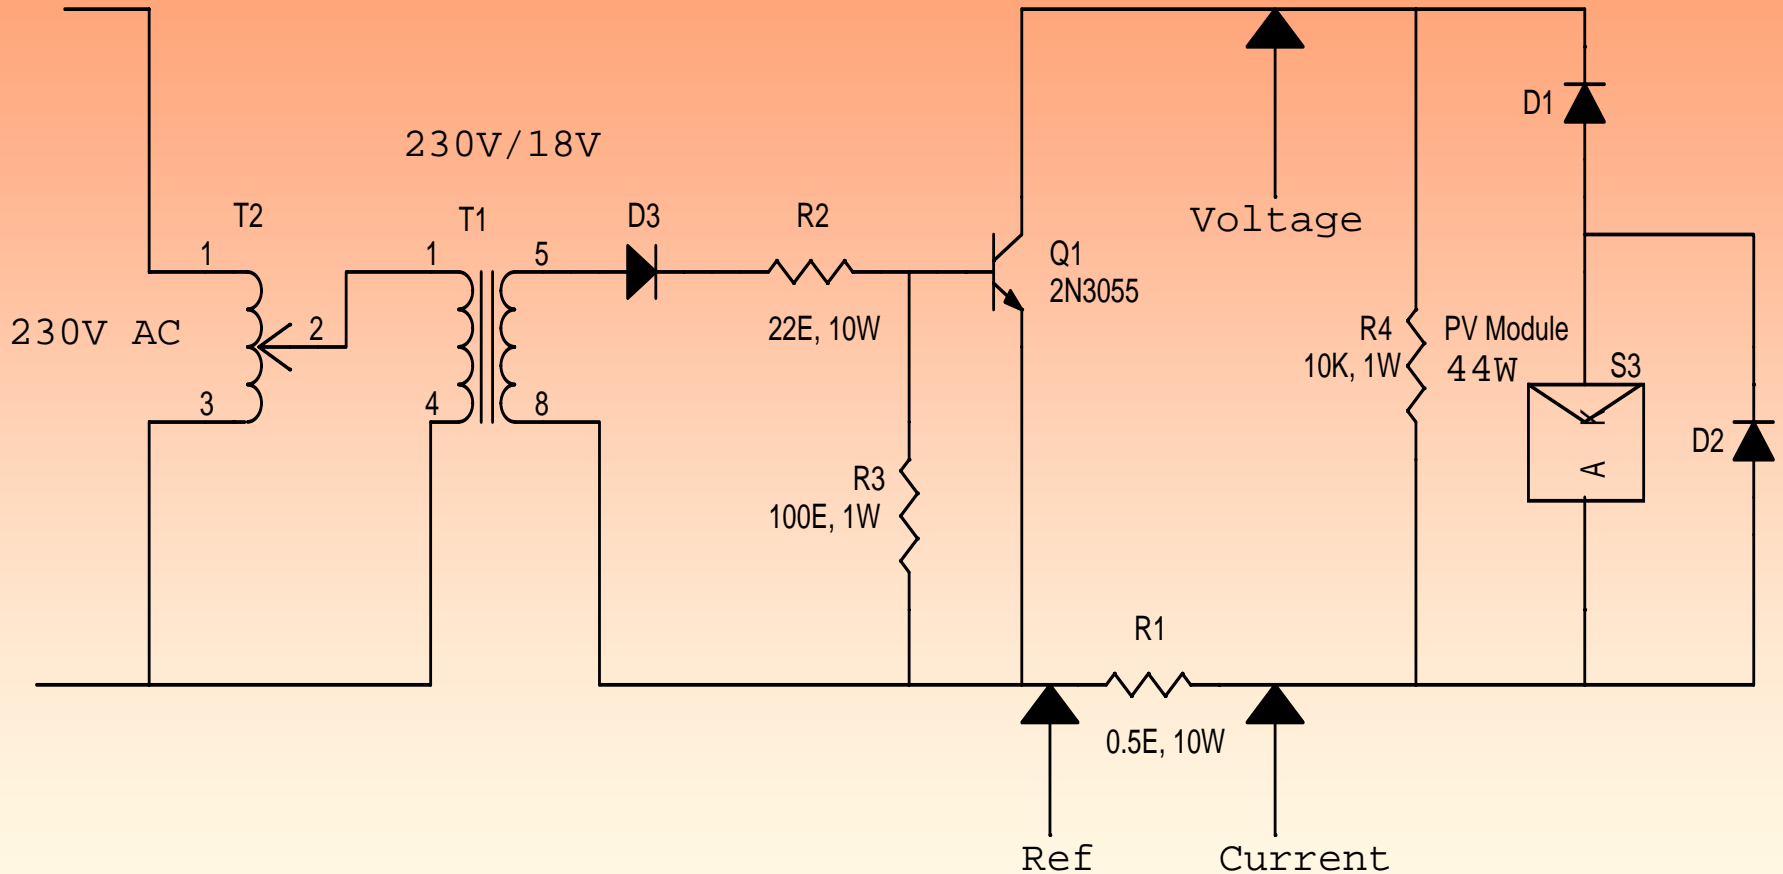 230V/18V
D1
T2
T1
D3
R2
Voltage
1
1
5
Q1
2N3055
230V AC
2
22E, 10W
R4
10K, 1W
PV Module
44W
S3
3
4
8
K
A
D2
R3
100E, 1W
R1
0.5E, 10W
Ref
Current